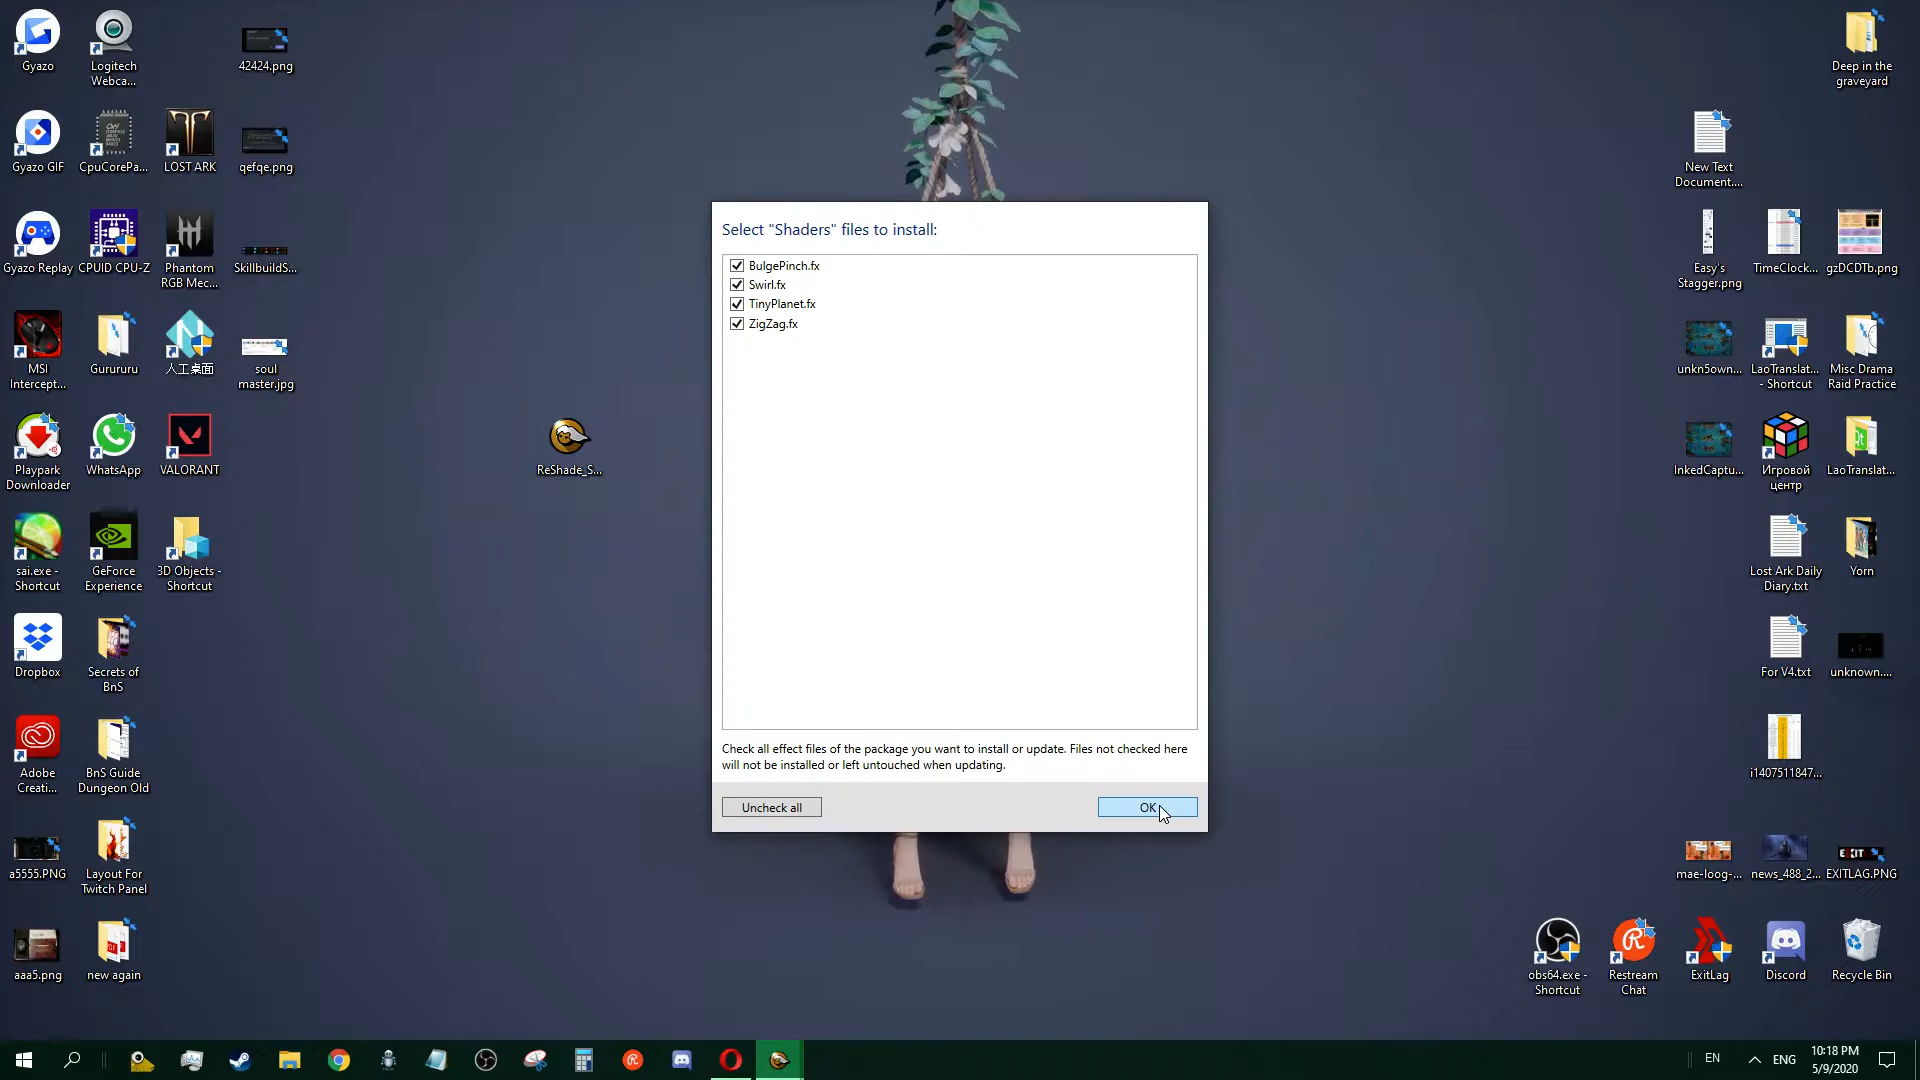 Gyazo
Logitech
Webca...
42424.png
Deep in the
graveyard
Gyazo GIF
CpuCorePa...
LOST ARK
qefqe.png
New Text
Document....
Gyazo Replay
CPUID CPU-Z
Phantom
RGB Mec...
SkillbuildS...
Easy's
Stagger.png
TimeClock...
gzDCDTb.png
MSI
Intercept...
Gurururu
人工桌面
soul
master.jpg
unkn5own...
LaoTranslat...
- Shortcut
Misc Drama
Raid Practice
Playpark
Downloader
WhatsApp
VALORANT
ReShade_S...
InkedCaptu...
Игровой
центр
LaoTranslat...
sai.exe -
Shortcut
GeForce
Experience
3D Objects -
Shortcut
Lost Ark Daily
Diary.txt
Yorn
Dropbox
Secrets of
BnS
For V4.txt
unknown....
Adobe
Creati...
BnS Guide
Dungeon Old
i1407511847...
a5555.PNG
Layout For
Twitch Panel
mae-loog-...
news_488_2...
EXITLAG.PNG
aaa5.png
new again
obs64.exe -
Shortcut
Restream
Chat
ExitLag
Discord
Recycle Bin
Select "Shaders" files to install:
BulgePinch.fx
Swirl.fx
TinyPlanet.fx
ZigZag.fx
Check all effect files of the package you want to install or update. Files not checked here
will not be installed or left untouched when updating.
Uncheck all
OK
EN
ENG
10:18 PM
5/9/2020